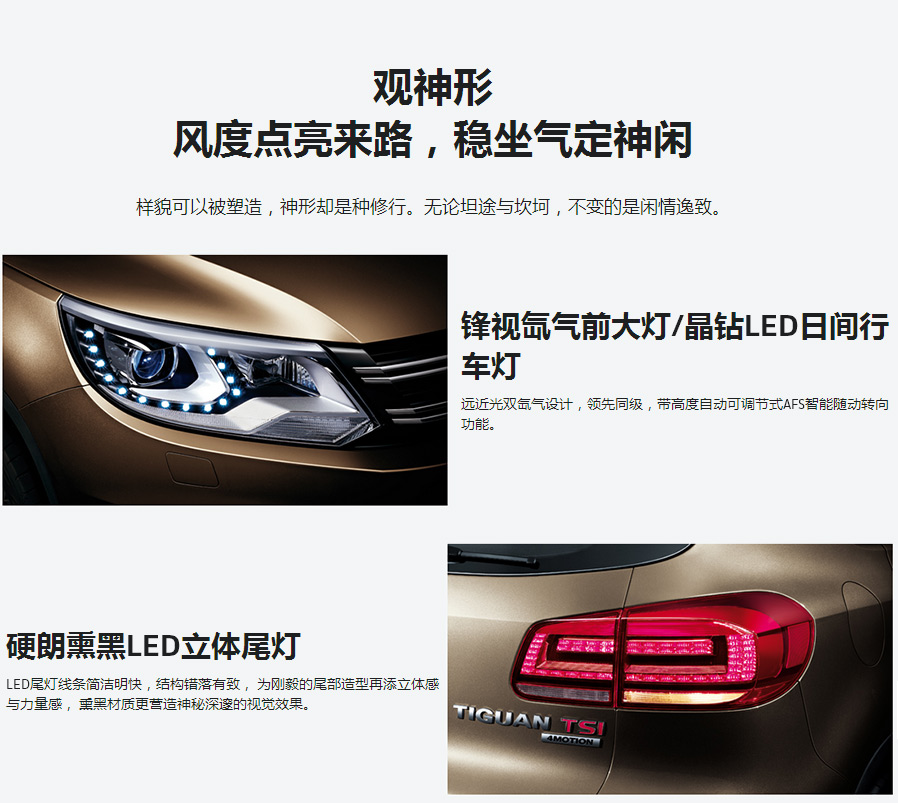 观神形
风度点亮来路，稳坐气定神闲
样貌可以被塑造，神形却是种修行。无论坦途与坎坷，不变的是闲情逸致。
锋视氙气前大灯/晶钻LED日间行
车灯
远近光双氙气设计，领先同级，带高度自动可调节式AFS智能随动转向
功能。
硬朗熏黑LED立体尾灯
LED尾灯线条简洁明快，结构错落有致， 为刚毅的尾部造型再添立体感
与力量感， 熏黑材质更营造神秘深邃的视觉效果。
TIGUAN TSI
4MOTION